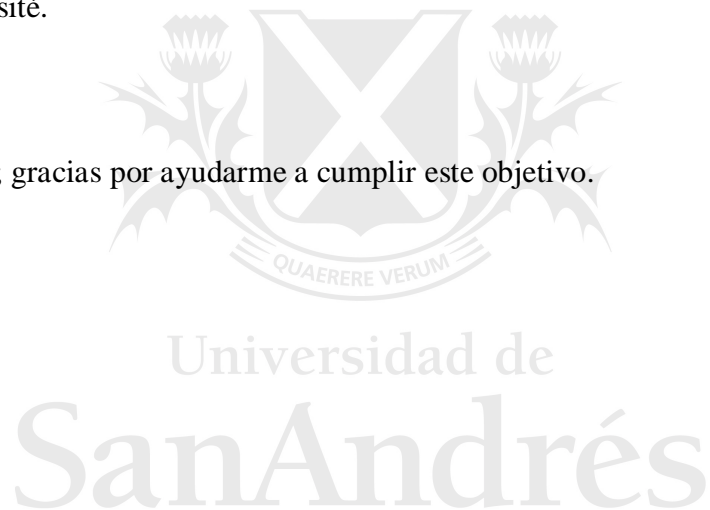 sité.
gracias por ayudarme a cumplir este objetivo.
QUAERERE VERUM
Universidad de
SanAndrés